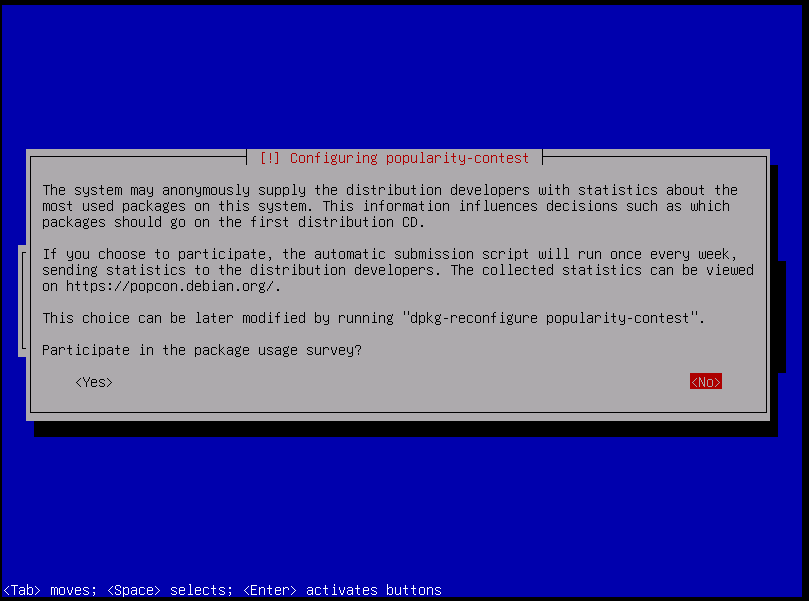 [!] Configuring popularity-contest
The system may anonymously supply the distribution developers with statistics about the
most used packages on this system. This information influences decisions such as which
packages should go on the first distribution CD.
If you choose to participate, the automatic submission script will run once every week,
sending statistics to the distribution developers. The collected statistics can be viewed
on https://popcon.debian.org/.
This choice can be later modified by running "dpkg-reconfigure popularity-contest".
Participate in the package usage survey?
<Yes> <No>
<Tab> moves; <Space> selects; <Enter> activates buttons